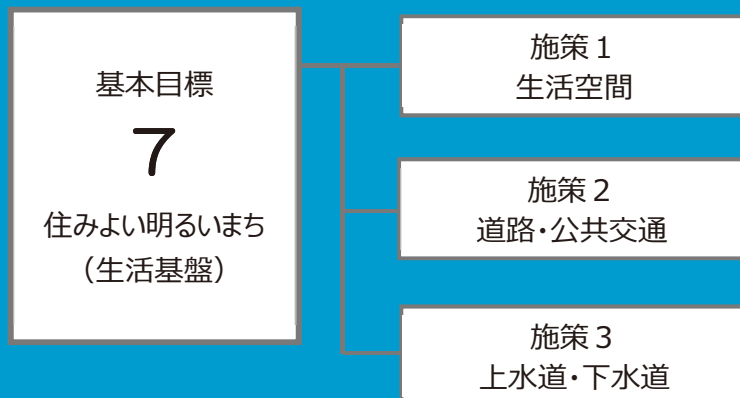 基本目標
7
住みよい明るいまち
（生活基盤）
施策1
生活空間
施策2
道路・公共交通
施策3
上水道・下水道